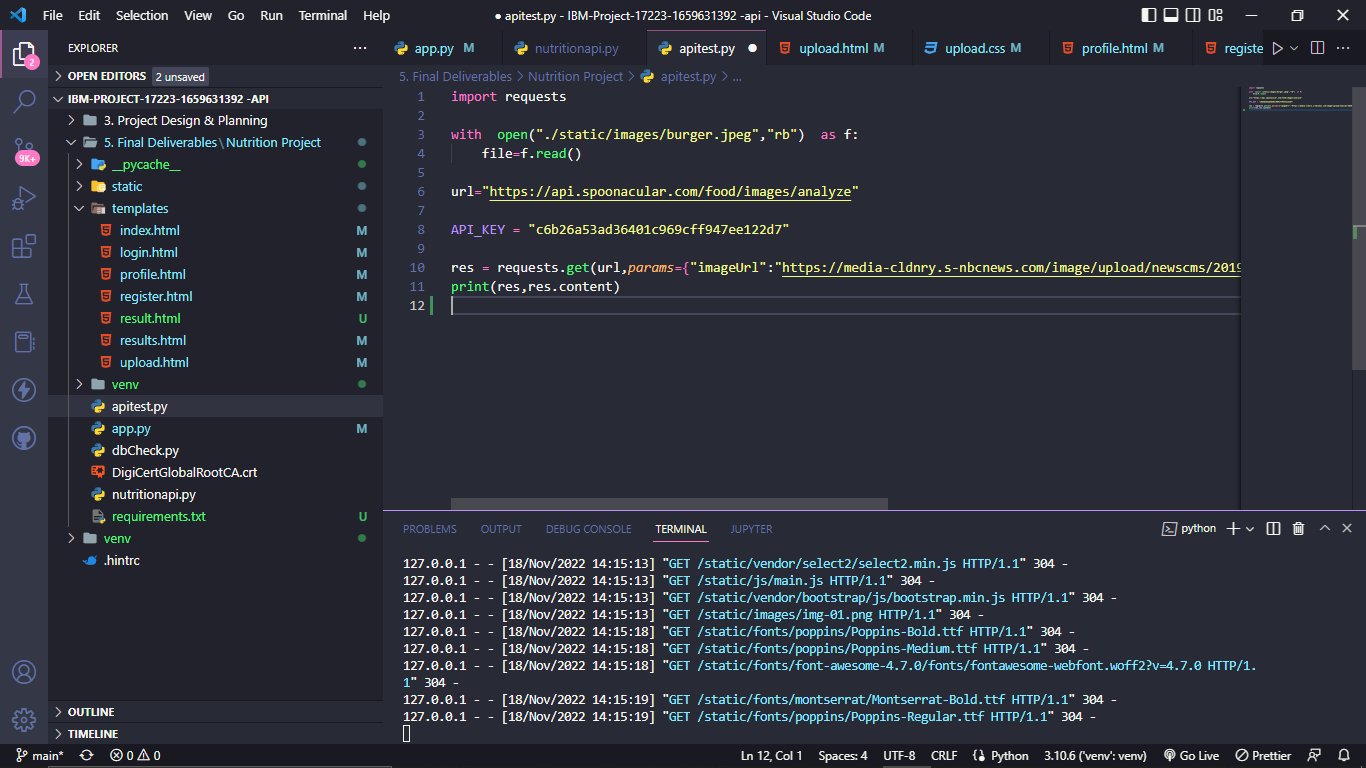 File Edit Selection View Go Run Terminal Help
● apitest.py - IBM-Project-17223-1659631392 -api - Visual Studio Code
EXPLORER
OPEN EDITORS 2 unsaved
IBM-PROJECT-17223-1659631392 -API
3. Project Design & Planning
5. Final Deliverables \ Nutrition Project
__pycache__
static
templates
index.html M
login.html M
profile.html M
register.html M
result.html U
results.html M
upload.html M
venv
apitest.py
app.py M
dbCheck.py
DigiCertGlobalRootCA.crt
nutritionapi.py
requirements.txt U
venv
.hintrc
OUTLINE
TIMELINE
2
9K+
app.py M nutritionapi.py apitest.py ● upload.html M upload.css M profile.html M registe
5. Final Deliverables > Nutrition Project > apitest.py > ...
1 import requests
2
3 with open("./static/images/burger.jpeg","rb") as f:
4 file=f.read()
5
6 url="https://api.spoonacular.com/food/images/analyze"
7
8 API_KEY = "c6b26a53ad36401c969cff947ee122d7"
9
10 res = requests.get(url,params={"imageUrl":"https://media-cldnry.s-nbcnews.com/image/upload/newscms/2019
11 print(res,res.content)
12
PROBLEMS OUTPUT DEBUG CONSOLE TERMINAL JUPYTER
python
127.0.0.1 - - [18/Nov/2022 14:15:13] "GET /static/vendor/select2/select2.min.js HTTP/1.1" 304 -
127.0.0.1 - - [18/Nov/2022 14:15:13] "GET /static/js/main.js HTTP/1.1" 304 -
127.0.0.1 - - [18/Nov/2022 14:15:13] "GET /static/vendor/bootstrap/js/bootstrap.min.js HTTP/1.1" 304 -
127.0.0.1 - - [18/Nov/2022 14:15:13] "GET /static/images/img-01.png HTTP/1.1" 304 -
127.0.0.1 - - [18/Nov/2022 14:15:18] "GET /static/fonts/poppins/Poppins-Bold.ttf HTTP/1.1" 304 -
127.0.0.1 - - [18/Nov/2022 14:15:18] "GET /static/fonts/poppins/Poppins-Medium.ttf HTTP/1.1" 304 -
127.0.0.1 - - [18/Nov/2022 14:15:18] "GET /static/fonts/font-awesome-4.7.0/fonts/fontawesome-webfont.woff2?v=4.7.0 HTTP/1.
1" 304 -
127.0.0.1 - - [18/Nov/2022 14:15:19] "GET /static/fonts/montserrat/Montserrat-Bold.ttf HTTP/1.1" 304 -
127.0.0.1 - - [18/Nov/2022 14:15:19] "GET /static/fonts/poppins/Poppins-Regular.ttf HTTP/1.1" 304 -
main* 0 0 Ln 12, Col 1 Spaces: 4 UTF-8 CRLF Python 3.10.6 ('venv': venv) Go Live Prettier